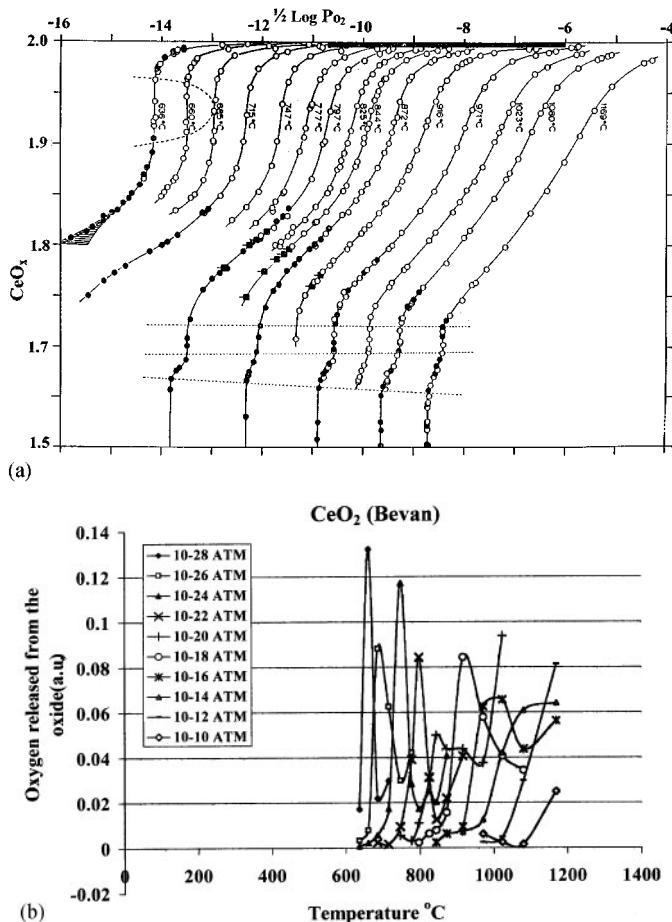 ½ Log Po₂
-16 -14 -12 -10 -8 -6 -4
2.0
1.9
1.8
1.7
1.6
1.5
CeOₓ
636°C
660°C
685°C
715°C
747°C
777°C
797°C
825°C
844°C
872°C
916°C
971°C
1023°C
1080°C
1169°C
(a)
CeO₂ (Bevan)
0.14
0.12
0.1
0.08
0.06
0.04
0.02
0
-0.02
Oxygen released from the
oxide(a.u)
10-28 ATM
10-26 ATM
10-24 ATM
10-22 ATM
10-20 ATM
10-18 ATM
10-16 ATM
10-14 ATM
10-12 ATM
10-10 ATM
0 200 400 600 800 1000 1200 1400
Temperature °C
(b)